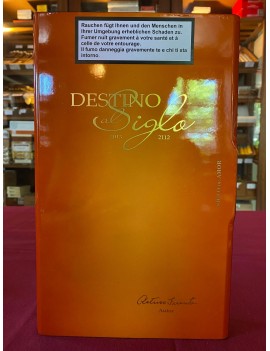 Rauchen fügt Ihnen und den Menschen in
Ihrer Umgebung erheblichen Schaden zu.
Fumer nuit gravement à votre santé et à
celle de votre entourage.
Il fumo danneggia gravemente te e chi ti sta
intorno.
DESTINO
al Siglo
2112